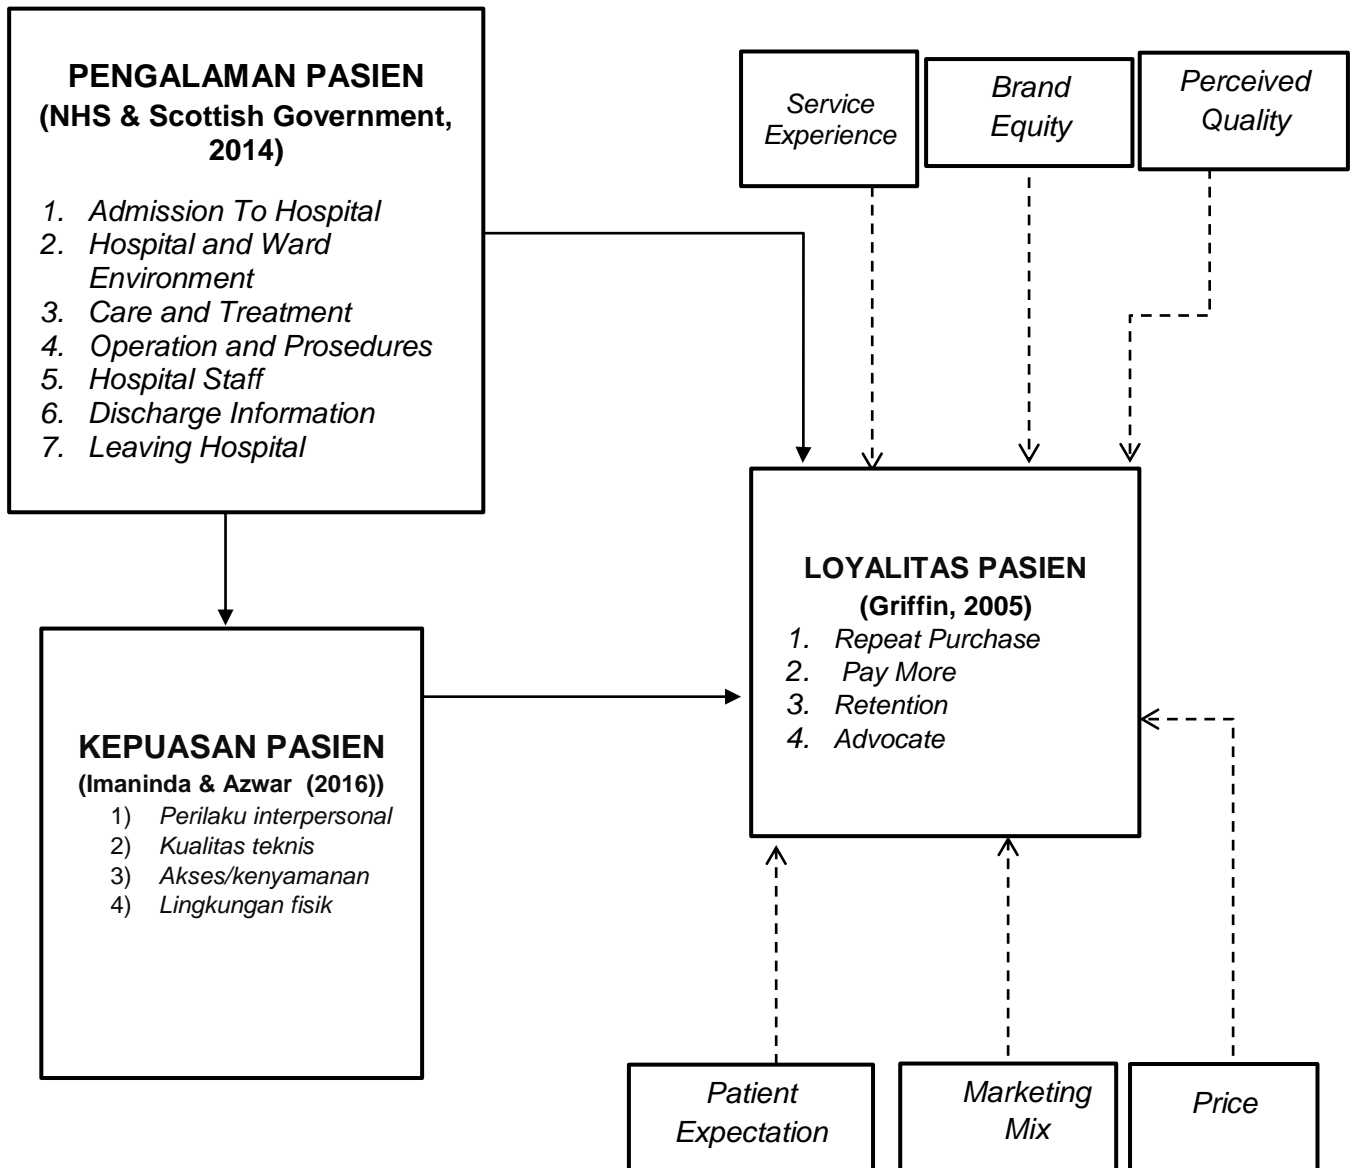 PENGALAMAN PASIEN
(NHS & Scottish Government,
2014)
1. Admission To Hospital
2. Hospital and Ward
Environment
3. Care and Treatment
4. Operation and Prosedures
5. Hospital Staff
6. Discharge Information
7. Leaving Hospital
Service
Experience
Brand
Equity
Perceived
Quality
LOYALITAS PASIEN
(Griffin, 2005)
1. Repeat Purchase
2. Pay More
3. Retention
4. Advocate
KEPUASAN PASIEN
(Imaninda & Azwar (2016))
1) Perilaku interpersonal
2) Kualitas teknis
3) Akses/kenyamanan
4) Lingkungan fisik
Patient
Expectation
Marketing
Mix
Price